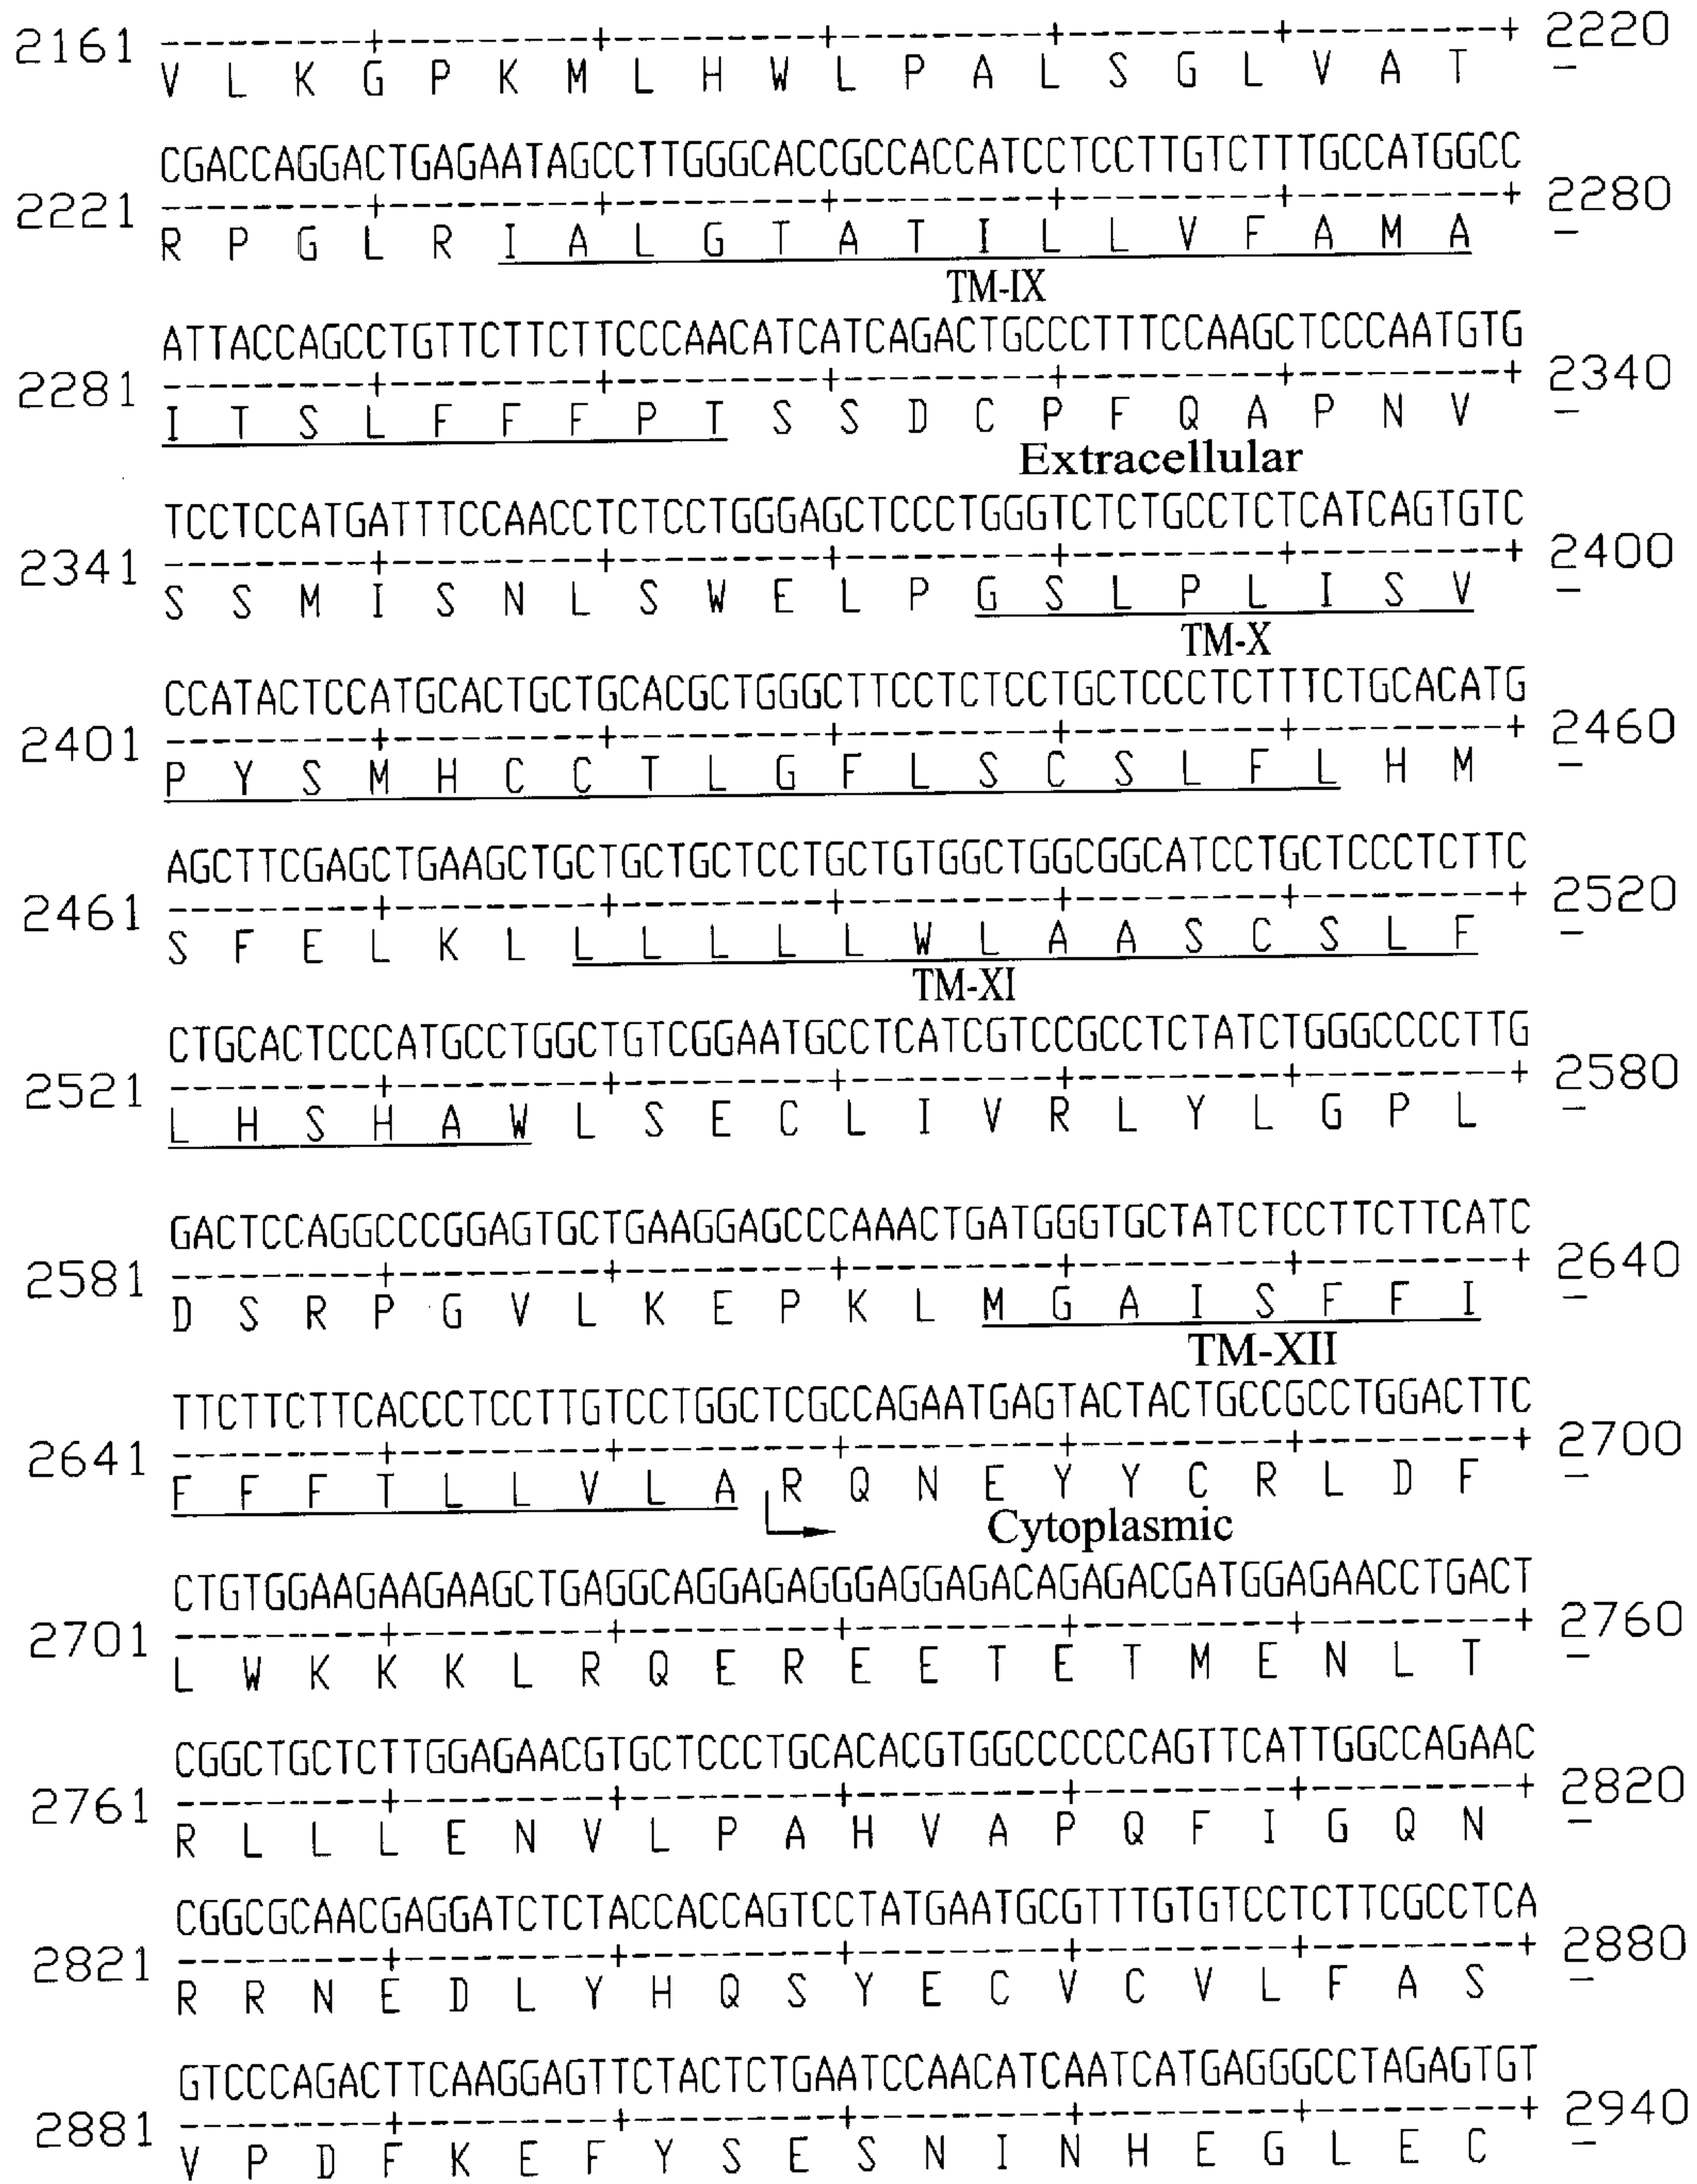 2161 ---------+---------+---------+---------+---------+---------+ 2220
V L K G P K M L H W L P A L S G L V A T -
CGACCAGGACTGAGAATAGCCTTGGGCACCGCCACCATCCTCCTTGTCTTTGCCATGGCC
2221 ---------+---------+---------+---------+---------+---------+ 2280
R P G L R I A L G T A T I L L V F A M A -
TM-IX
ATTACCAGCCTGTTCTTCTTCCCAACATCATCAGACTGCCCTTTCCAAGCTCCCAATGTG
2281 ---------+---------+---------+---------+---------+---------+ 2340
I T S L F F F P T S S D C P F Q A P N V -
Extracellular
TCCTCCATGATTTCCAACCTCTCCTGGGAGCTCCCTGGGTCTCTGCCTCTCATCAGTGTC
2341 ---------+---------+---------+---------+---------+---------+ 2400
S S M I S N L S W E L P G S L P L I S V -
TM-X
CCATACTCCATGCACTGCTGCACGCTGGGCTTCCTCTCCTGCTCCCTCTTTCTGCACATG
2401 ---------+---------+---------+---------+---------+---------+ 2460
P Y S M H C C T L G F L S C S L F L H M -
AGCTTCGAGCTGAAGCTGCTGCTGCTCCTGCTGTGGCTGGCGGCATCCTGCTCCCTCTTC
2461 ---------+---------+---------+---------+---------+---------+ 2520
S F E L K L L L L L L W L A A S C S L F -
TM-XI
CTGCACTCCCATGCCTGGCTGTCGGAATGCCTCATCGTCCGCCTCTATCTGGGCCCCTTG
2521 ---------+---------+---------+---------+---------+---------+ 2580
L H S H A W L S E C L I V R L Y L G P L -
GACTCCAGGCCCGGAGTGCTGAAGGAGCCCAAACTGATGGGTGCTATCTCCTTCTTCATC
2581 ---------+---------+---------+---------+---------+---------+ 2640
D S R P G V L K E P K L M G A I S F F I -
TM-XII
TTCTTCTTCACCCTCCTTGTCCTGGCTCGCCAGAATGAGTACTACTGCCGCCTGGACTTC
2641 ---------+---------+---------+---------+---------+---------+ 2700
F F F T L L V L A R Q N E Y Y C R L D F -
Cytoplasmic
CTGTGGAAGAAGAAGCTGAGGCAGGAGAGGGAGGAGACAGAGACGATGGAGAACCTGACT
2701 ---------+---------+---------+---------+---------+---------+ 2760
L W K K K L R Q E R E E T E T M E N L T -
CGGCTGCTCTTGGAGAACGTGCTCCCTGCACACGTGGCCCCCCAGTTCATTGGCCAGAAC
2761 ---------+---------+---------+---------+---------+---------+ 2820
R L L L E N V L P A H V A P Q F I G Q N -
CGGCGCAACGAGGATCTCTACCACCAGTCCTATGAATGCGTTTGTGTCCTCTTCGCCTCA
2821 ---------+---------+---------+---------+---------+---------+ 2880
R R N E D L Y H Q S Y E C V C V L F A S -
GTCCCAGACTTCAAGGAGTTCTACTCTGAATCCAACATCAATCATGAGGGCCTAGAGTGT
2881 ---------+---------+---------+---------+---------+---------+ 2940
V P D F K E F Y S E S N I N H E G L E C -